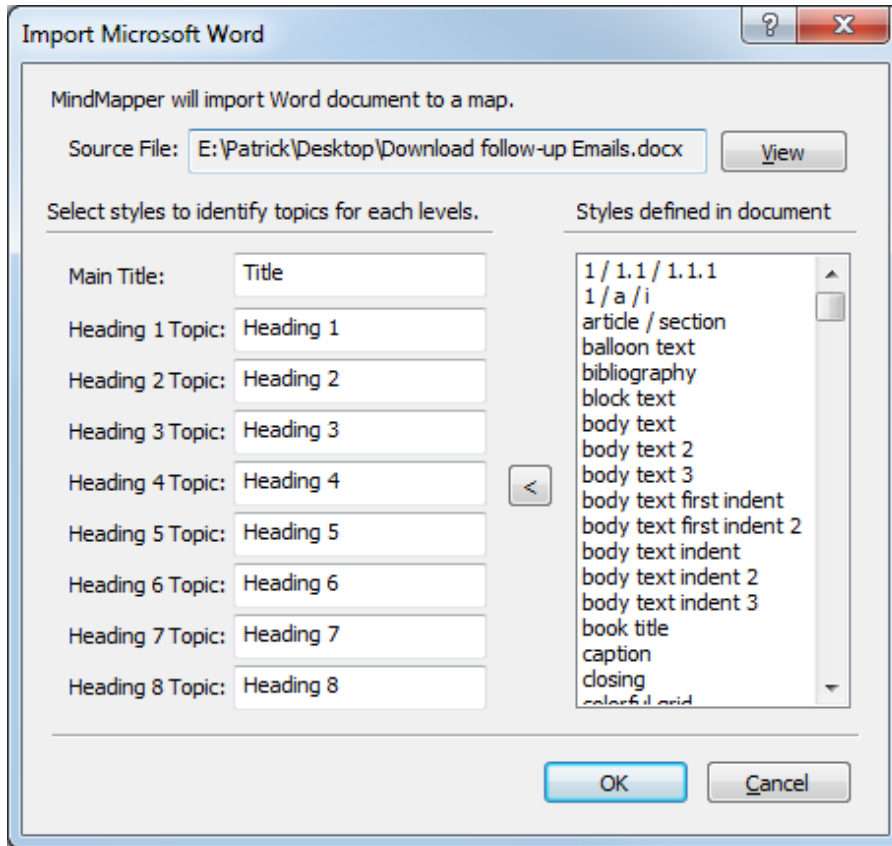 Import Microsoft Word
?
X
MindMapper will import Word document to a map.
Source File: E:\Patrick\Desktop\Download follow-up Emails.docx View
Select styles to identify topics for each levels.
Main Title: Title
Heading 1 Topic: Heading 1
Heading 2 Topic: Heading 2
Heading 3 Topic: Heading 3
Heading 4 Topic: Heading 4
Heading 5 Topic: Heading 5
Heading 6 Topic: Heading 6
Heading 7 Topic: Heading 7
Heading 8 Topic: Heading 8
<
Styles defined in document
1 / 1.1 / 1.1.1
1 / a / i
article / section
balloon text
bibliography
block text
body text
body text 2
body text 3
body text first indent
body text first indent 2
body text indent
body text indent 2
body text indent 3
book title
caption
closing
colorful grid
OK
Cancel